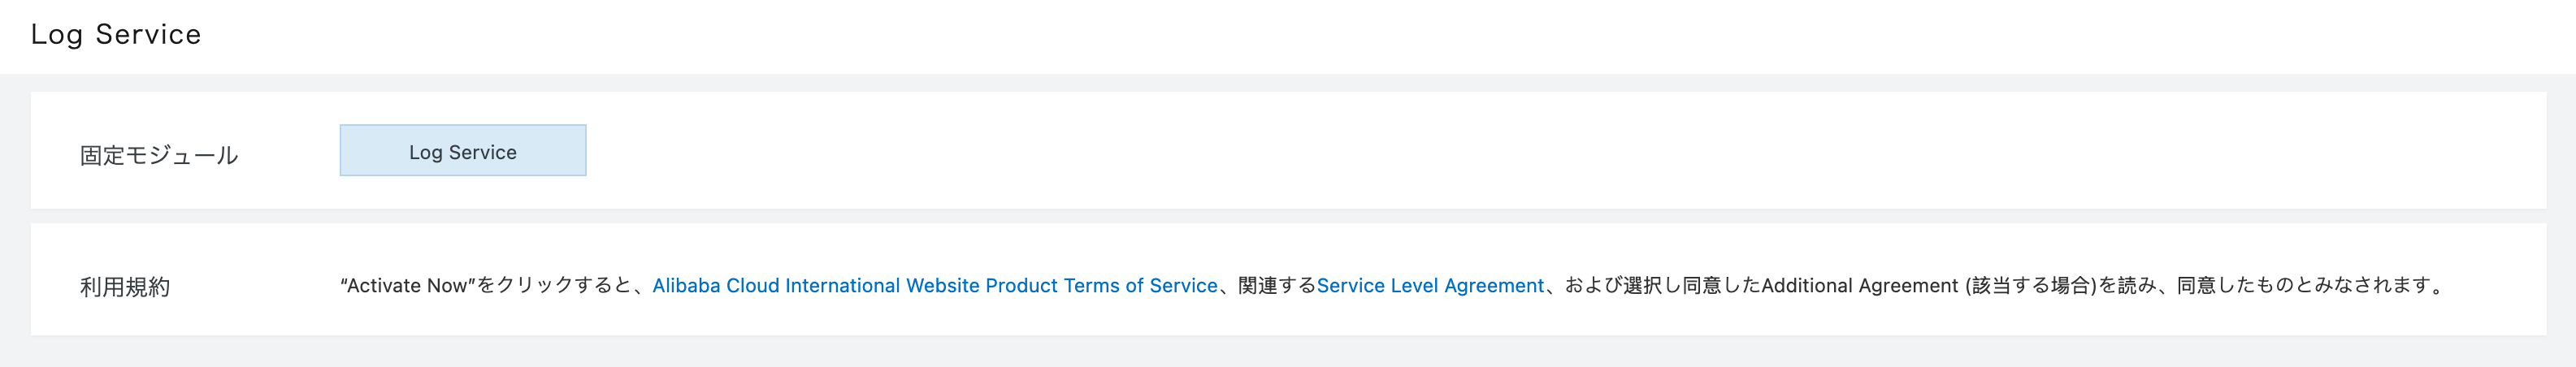 Log Service
固定モジュール
Log Service
利用規約
“Activate Now”をクリックすると、Alibaba Cloud International Website Product Terms of Service、関連するService Level Agreement、および選択し同意したAdditional Agreement (該当する場合)を読み、同意したものとみなされます。